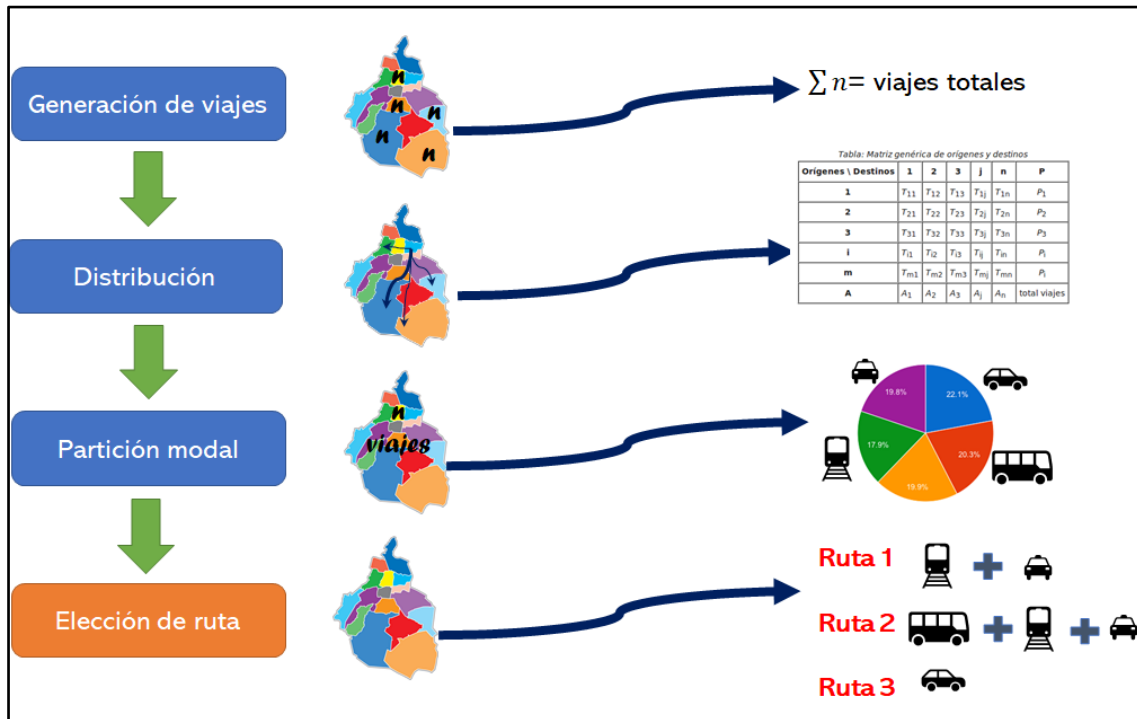 Generación de viajes
n
n
n
n
n
∑ n= viajes totales
Distribución
Tabla: Matriz genérica de orígenes y destinos
Orígenes \ Destinos 1 2 3 j n P
1 T11 T12 T13 T1j T1n P1
2 T21 T22 T23 T2j T2n P2
3 T31 T32 T33 T3j T3n P3
i Ti1 Ti2 Ti3 Tij Tin Pi
m Tm1 Tm2 Tm3 Tmj Tmn Pi
A A1 A2 A3 Aj An total viajes
Partición modal
n
viajes
19.8%
22.1%
17.9%
20.3%
19.9%
Elección de ruta
Ruta 1
Ruta 2
Ruta 3